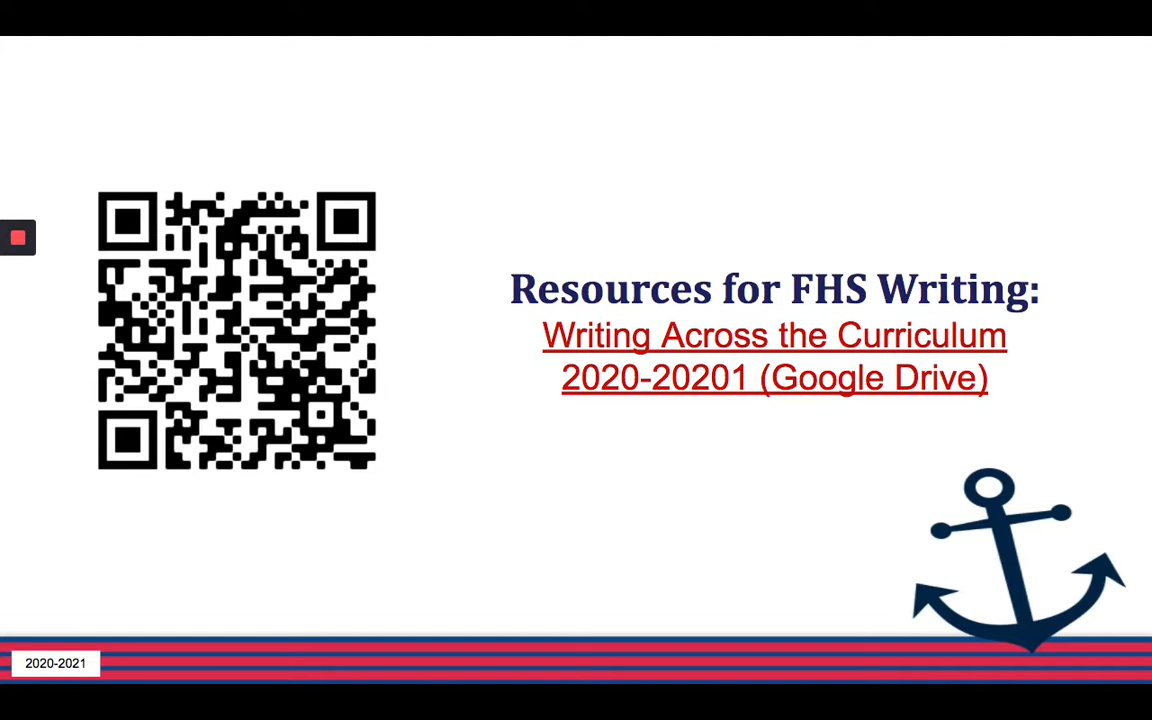 Resources for FHS Writing:
Writing Across the Curriculum
2020-20201 (Google Drive)
2020-2021